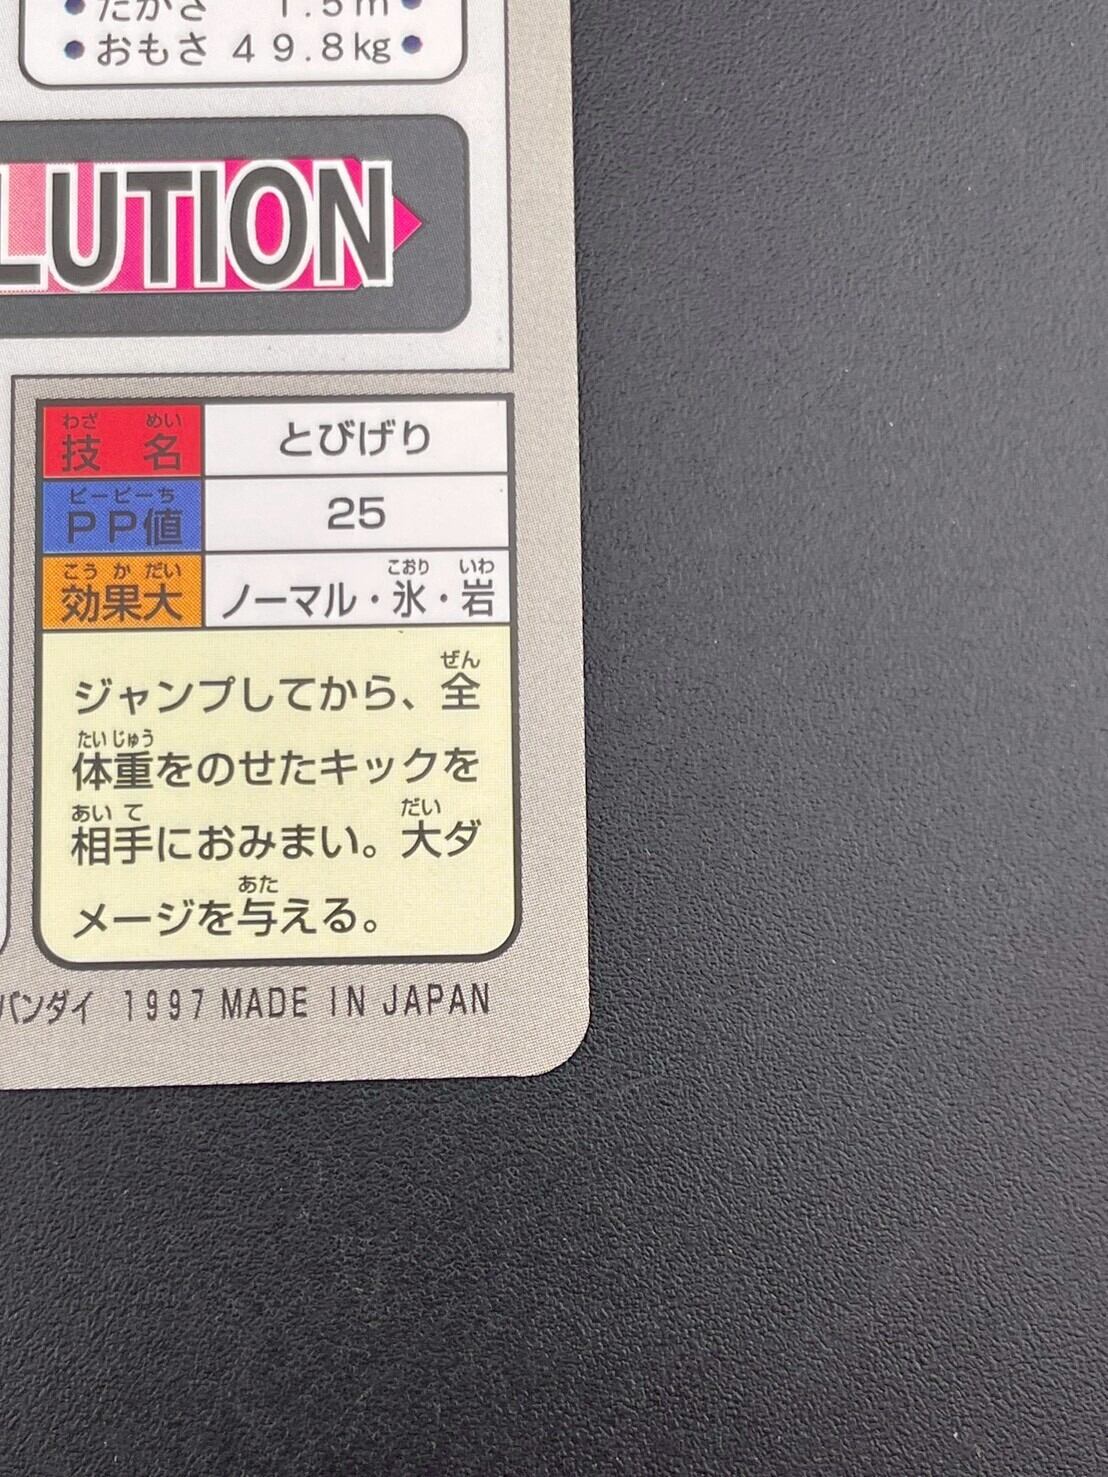 たかさ 1.5m
おもさ 49.8kg
LUTION
わざ めい
技名 とびげり
ピーピーち
PP値 25
こうかだい こおり いわ
効果大 ノーマル・氷・岩
ぜん
ジャンプしてから、全
たいじゅう
体重をのせたキックを
あいて だい
相手におみまい。大ダ
あた
メージを与える。
バンダイ 1997 MADE IN JAPAN